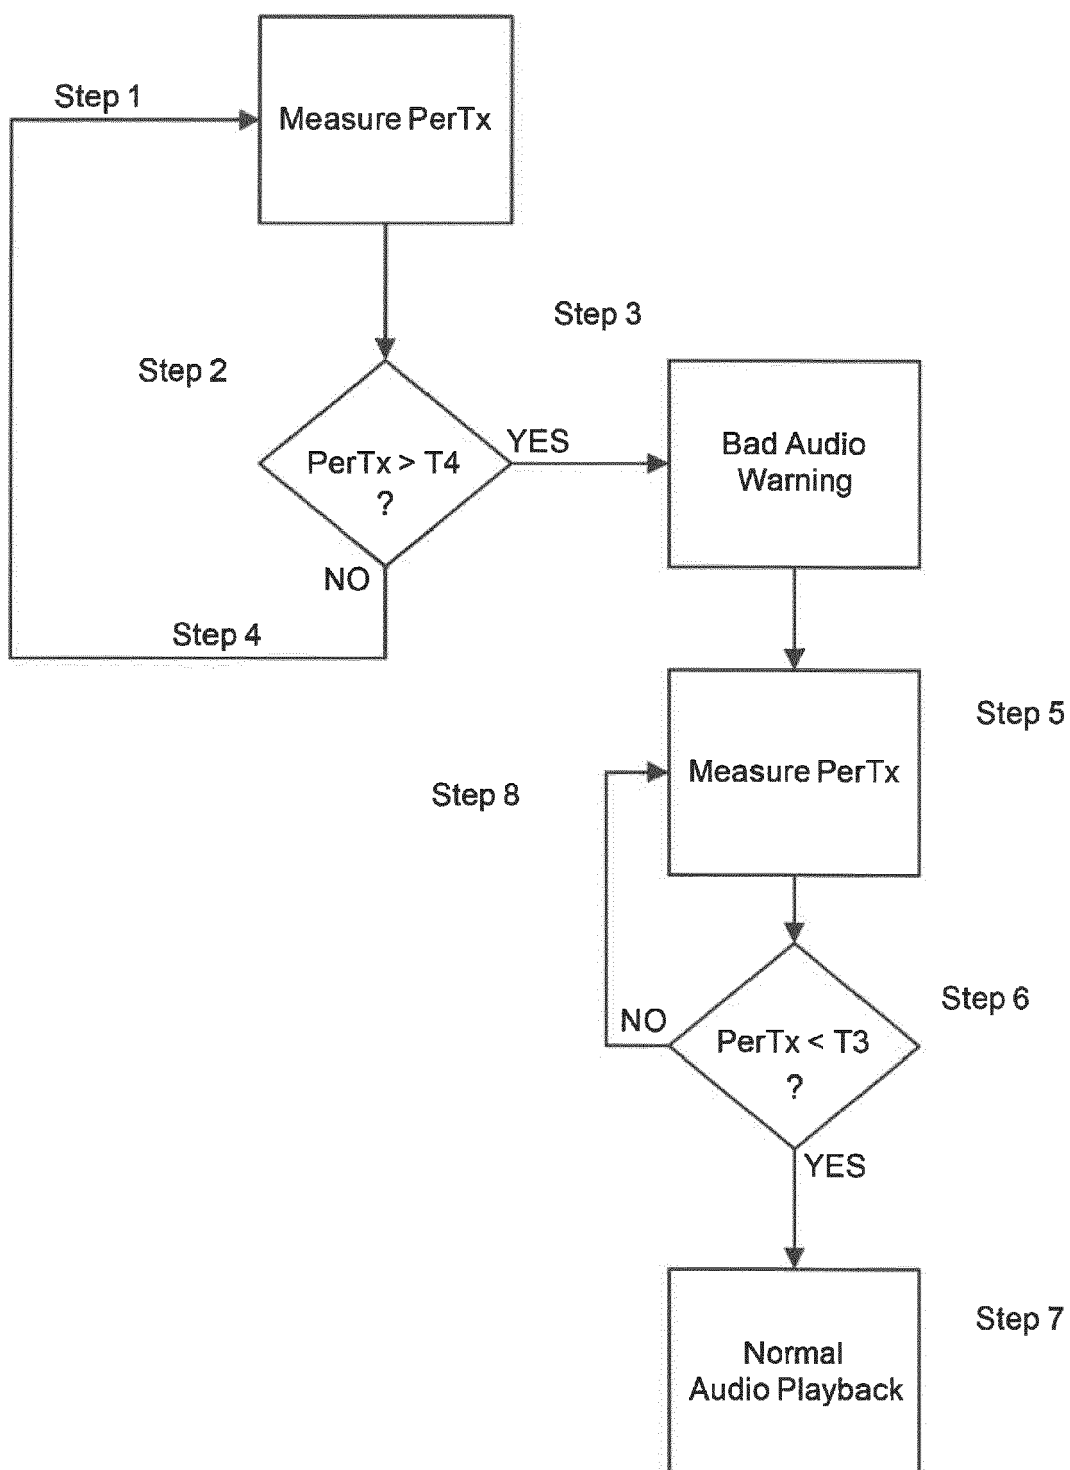 Step 1
Measure PerTx
Step 3
Step 2
YES
Bad Audio
Warning
PerTx > T4
?
NO
Step 4
Step 5
Measure PerTx
Step 8
Step 6
NO
PerTx < T3
?
YES
Step 7
Normal
Audio Playback